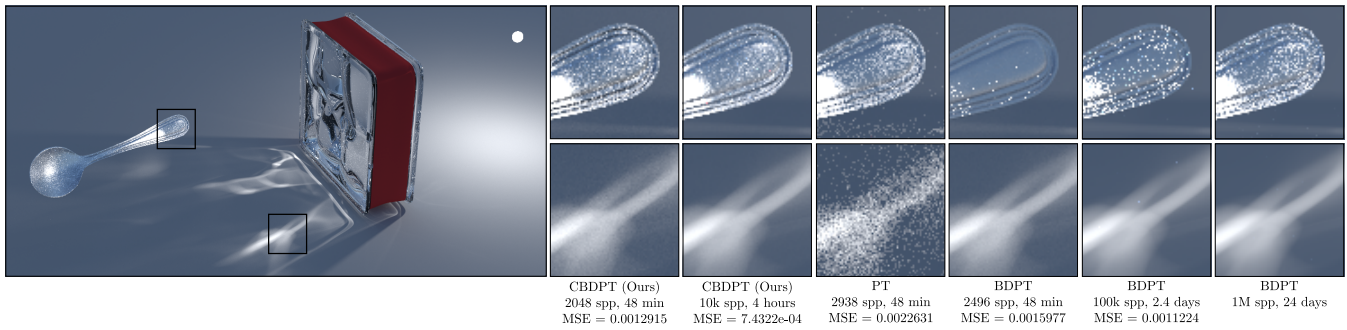 CBDPT (Ours)
2048 spp, 48 min
MSE = 0.0012915
CBDPT (Ours)
10k spp, 4 hours
MSE = 7.4322e-04
PT
2938 spp, 48 min
MSE = 0.0022631
BDPT
2496 spp, 48 min
MSE = 0.0015977
BDPT
100k spp, 2.4 days
MSE = 0.0011224
BDPT
1M spp, 24 days